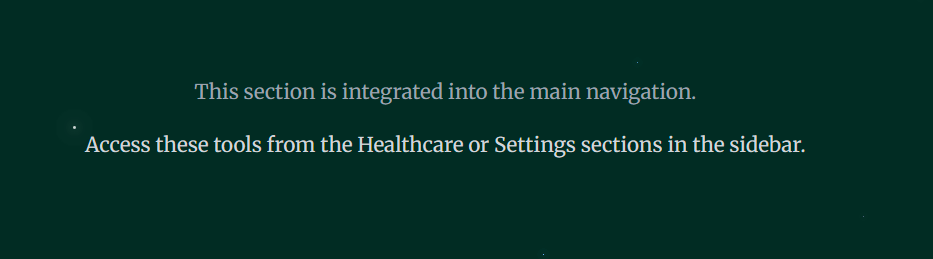 This section is integrated into the main navigation.
Access these tools from the Healthcare or Settings sections in the sidebar.